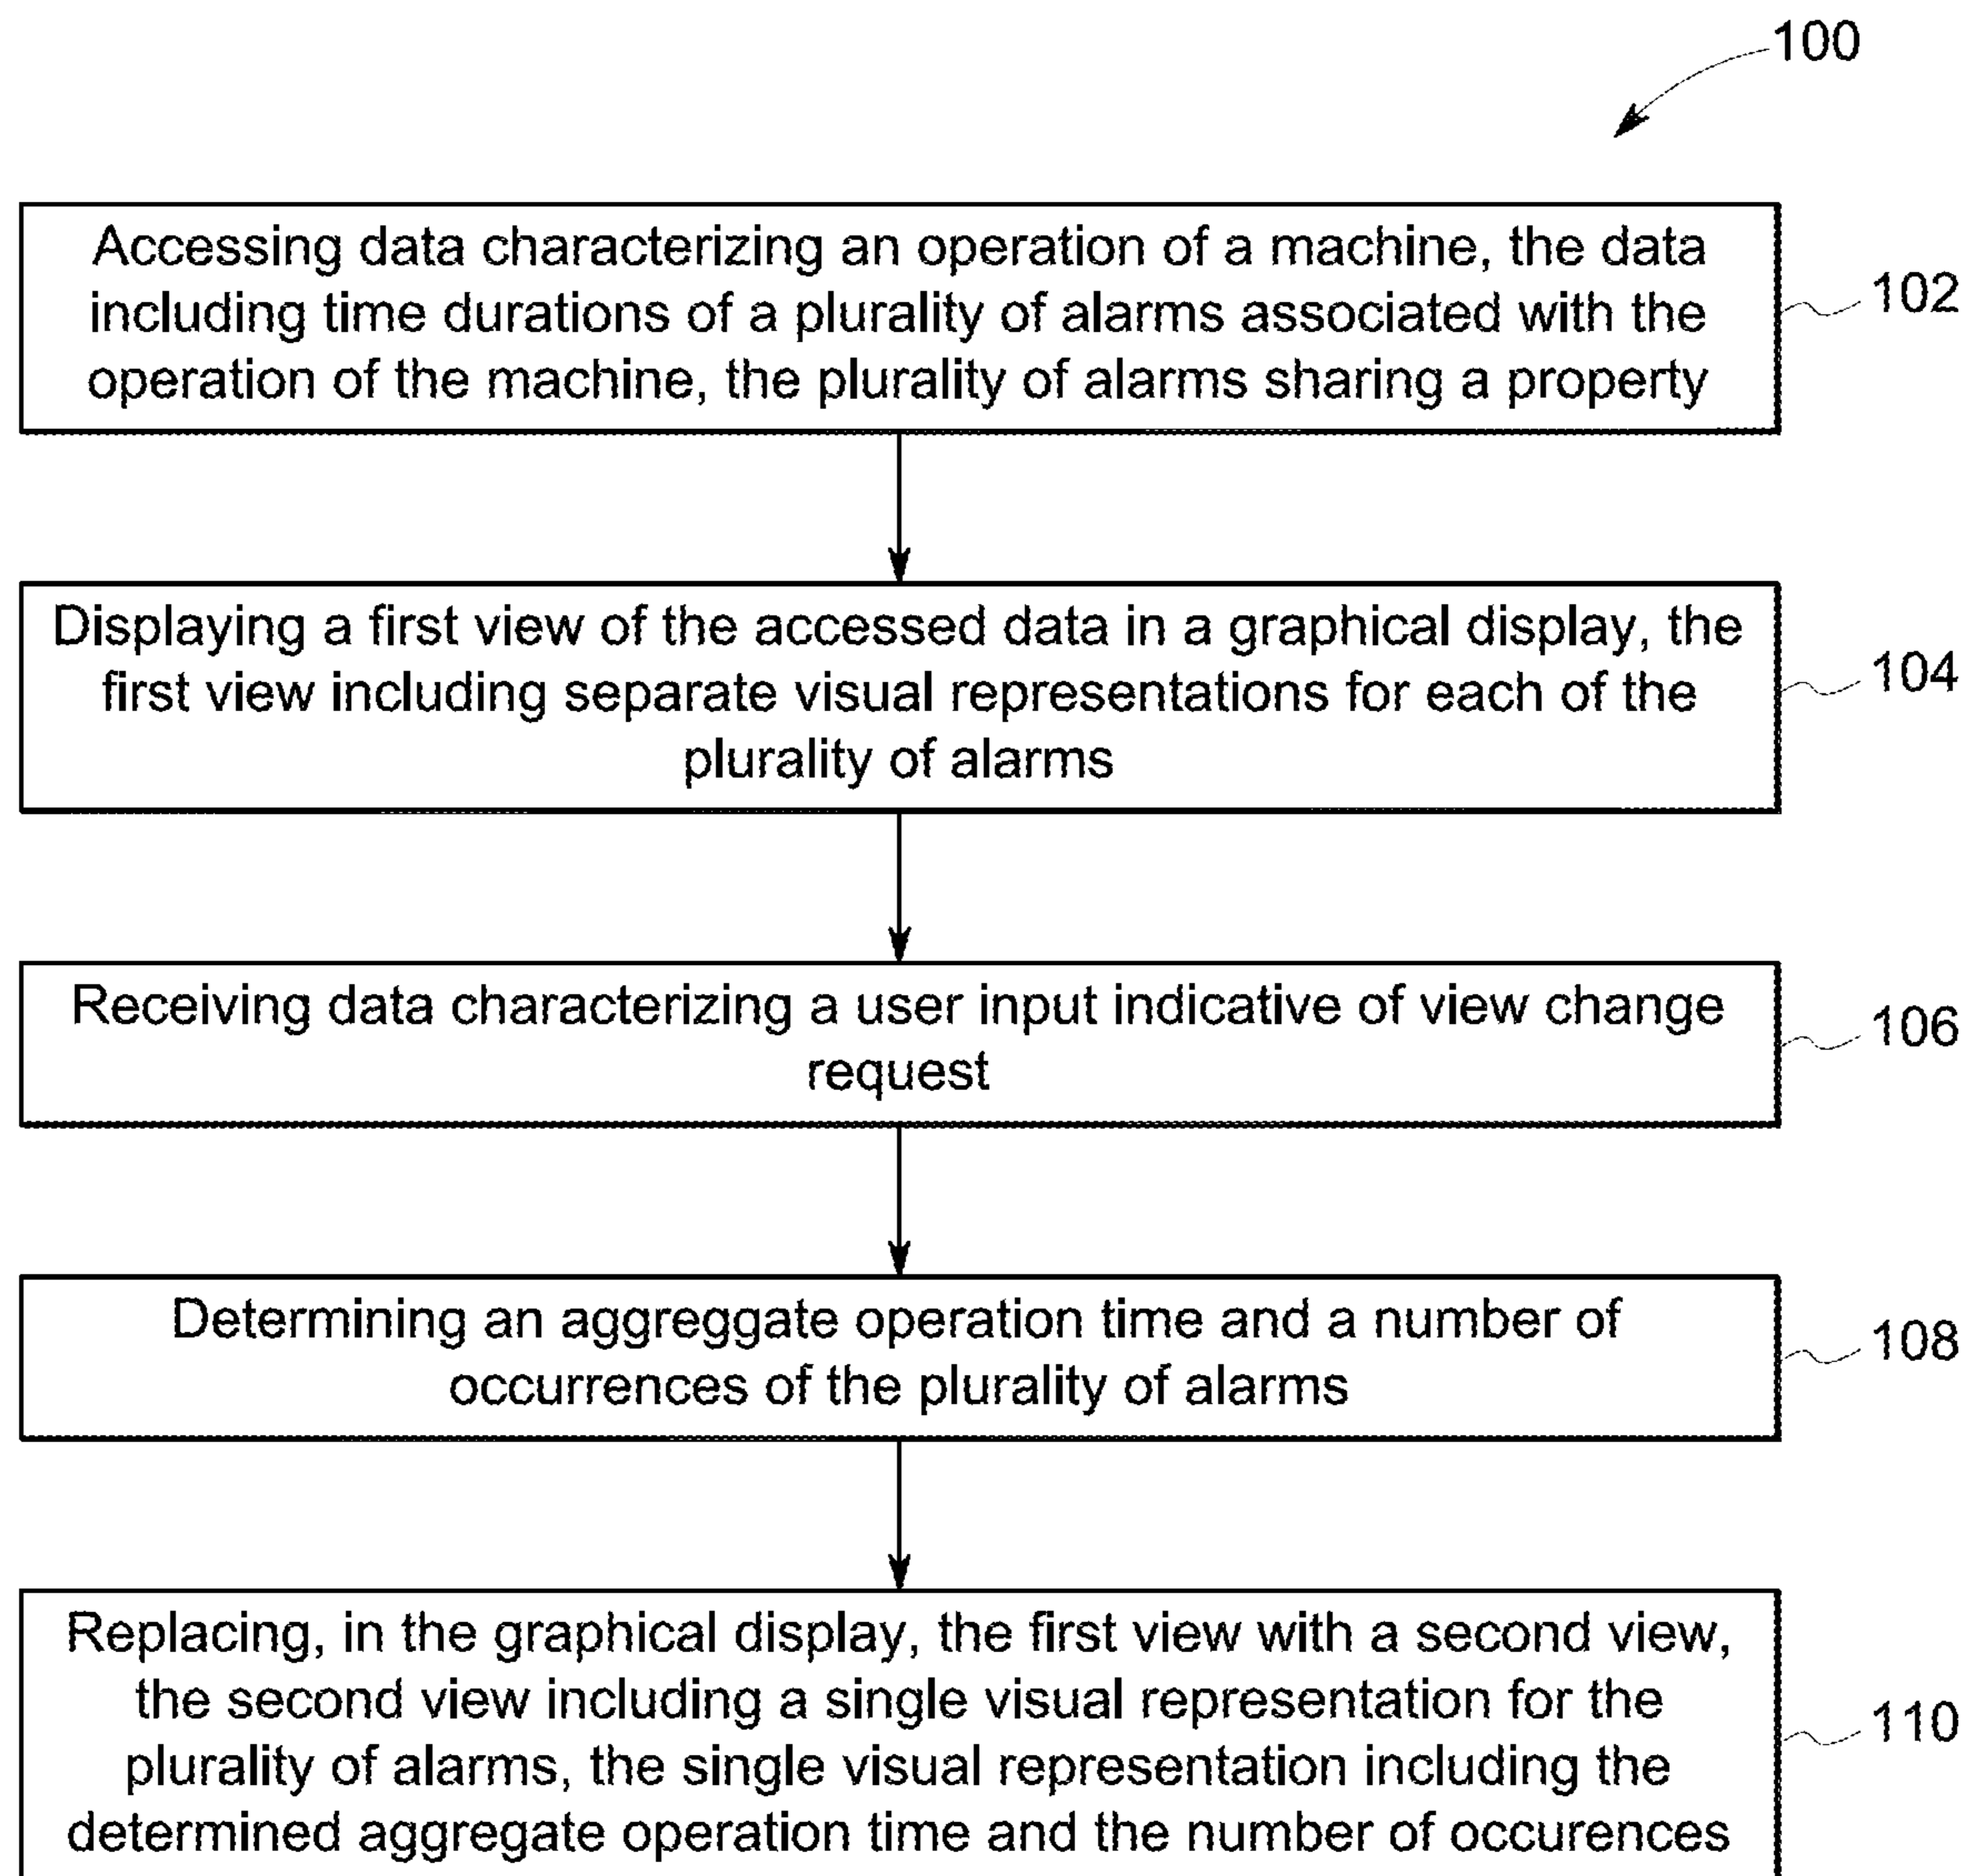 100
Accessing data characterizing an operation of a machine, the data
including time durations of a plurality of alarms associated with the
operation of the machine, the plurality of alarms sharing a property
102
Displaying a first view of the accessed data in a graphical display, the
first view including separate visual representations for each of the
plurality of alarms
104
Receiving data characterizing a user input indicative of view change
request
106
Determining an aggreggate operation time and a number of
occurrences of the plurality of alarms
108
Replacing, in the graphical display, the first view with a second view,
the second view including a single visual representation for the
plurality of alarms, the single visual representation including the
determined aggregate operation time and the number of occurences
110